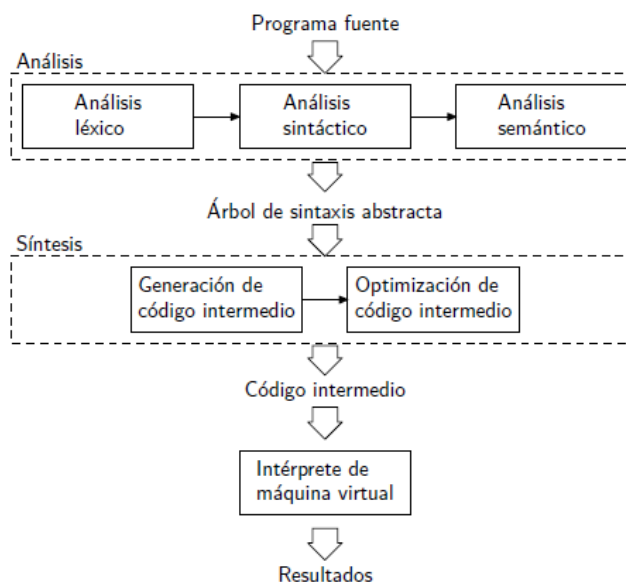 Programa fuente
Análisis
Análisis
léxico
Análisis
sintáctico
Análisis
semántico
Árbol de sintaxis abstracta
Síntesis
Generación de
código intermedio
Optimización de
código intermedio
Código intermedio
Intérprete de
máquina virtual
Resultados